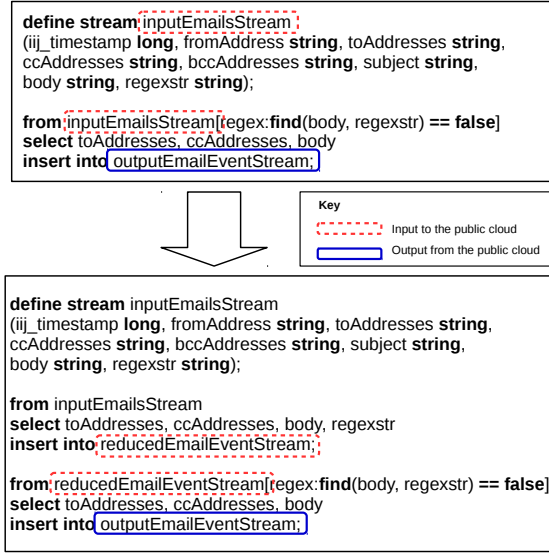 define stream inputEmailsStream
(iij_timestamp long, fromAddress string, toAddresses string,
ccAddresses string, bccAddresses string, subject string,
body string, regexstr string);
from inputEmailsStream[regex:find(body, regexstr) == false]
select toAddresses, ccAddresses, body
insert into outputEmailEventStream;
Key
Input to the public cloud
Output from the public cloud
define stream inputEmailsStream
(iij_timestamp long, fromAddress string, toAddresses string,
ccAddresses string, bccAddresses string, subject string,
body string, regexstr string);
from inputEmailsStream
select toAddresses, ccAddresses, body, regexstr
insert into reducedEmailEventStream;
from reducedEmailEventStream[regex:find(body, regexstr) == false]
select toAddresses, ccAddresses, body
insert into outputEmailEventStream;